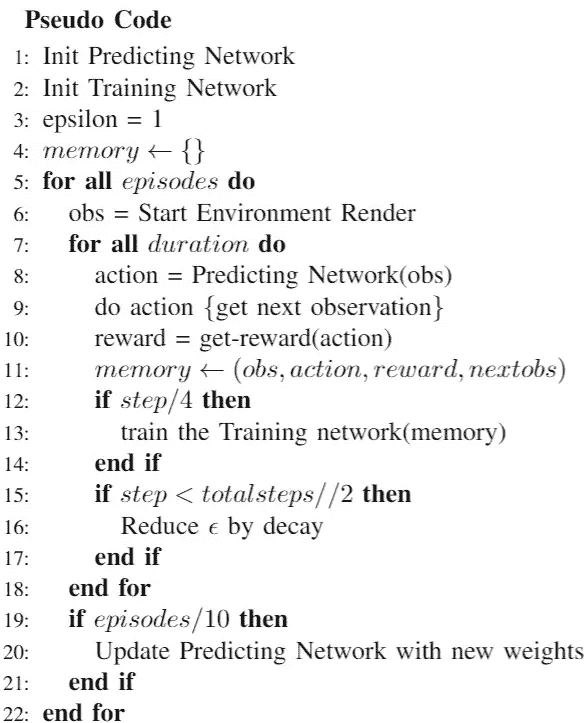 Pseudo Code
1: Init Predicting Network
2: Init Training Network
3: epsilon = 1
4: memory ← {}
5: for all episodes do
6: obs = Start Environment Render
7: for all duration do
8: action = Predicting Network(obs)
9: do action {get next observation}
10: reward = get-reward(action)
11: memory ← (obs, action, reward, nextobs)
12: if step/4 then
13: train the Training network(memory)
14: end if
15: if step < totalsteps//2 then
16: Reduce ϵ by decay
17: end if
18: end for
19: if episodes/10 then
20: Update Predicting Network with new weights
21: end if
22: end for